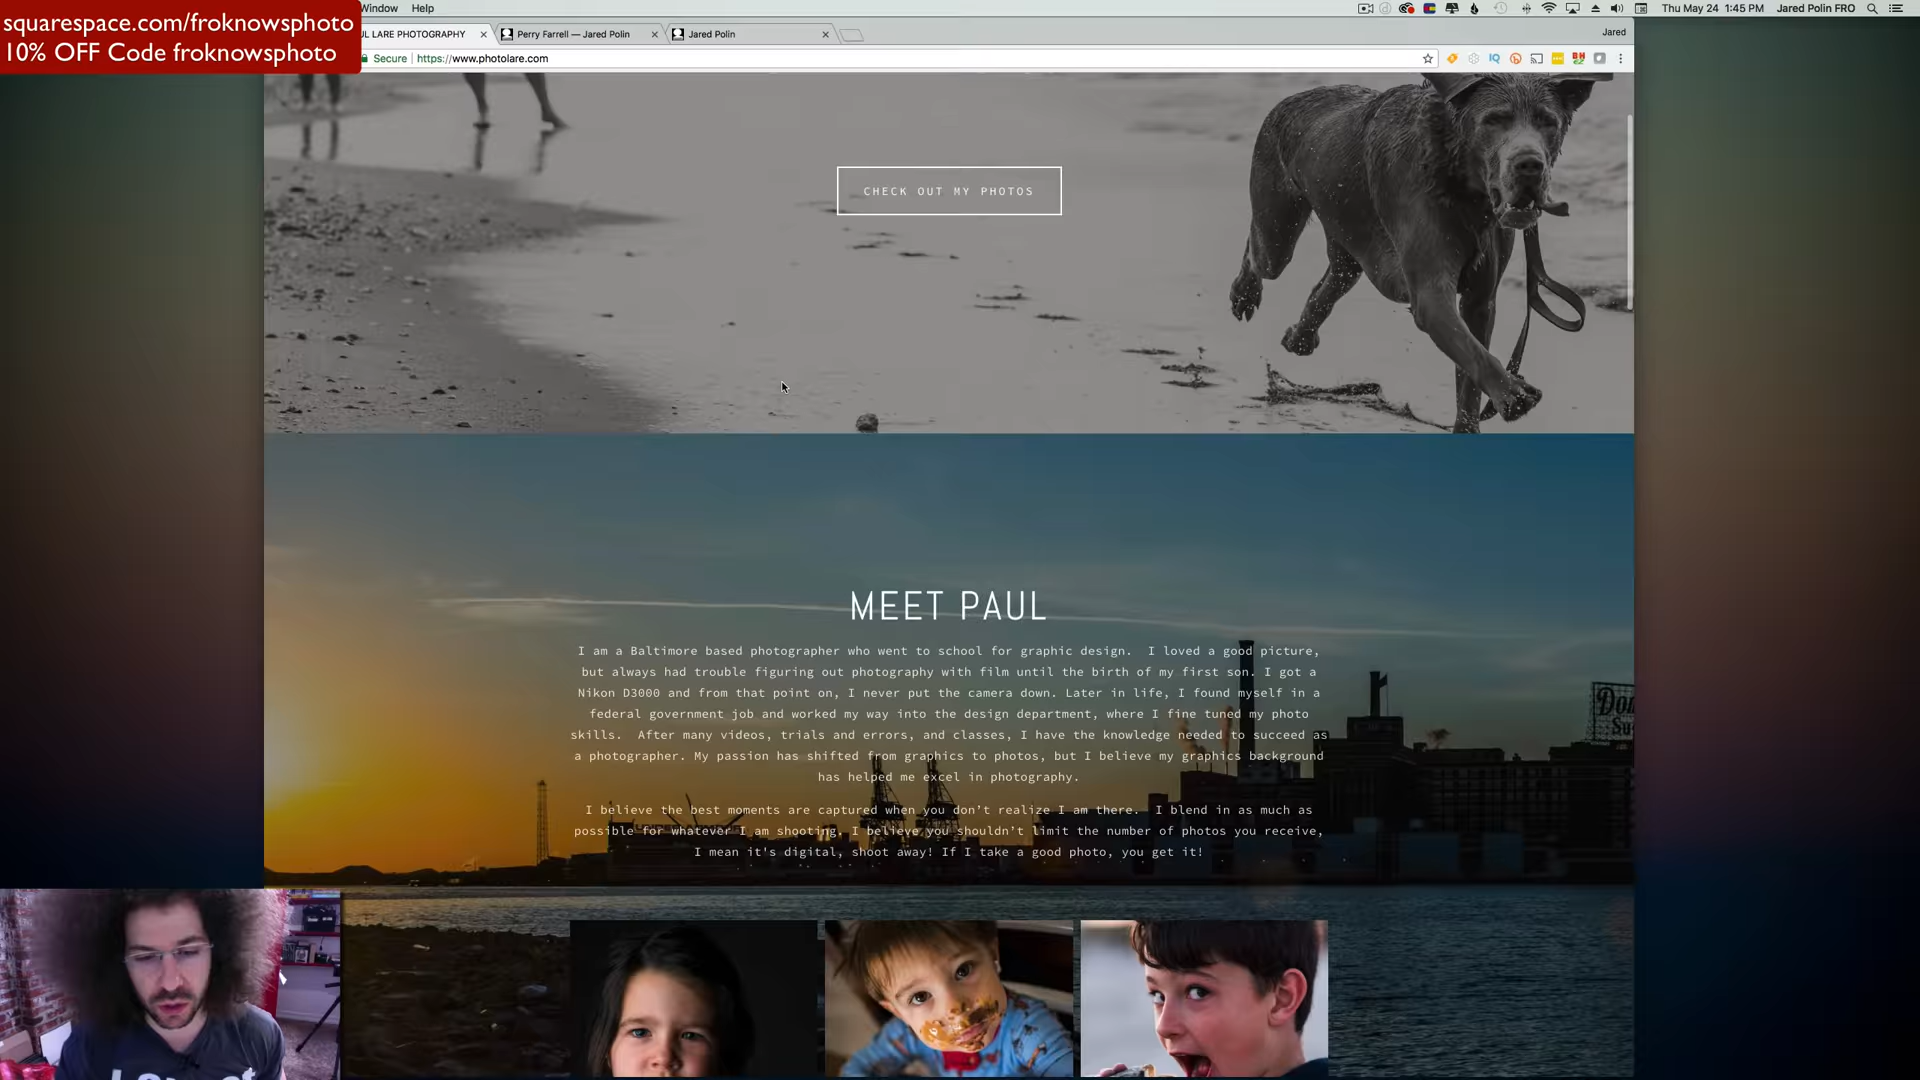 squarespace.com/froknowsphoto
10% OFF Code froknowsphoto
Window Help
Thu May 24 1:45 PM Jared Polin FRO
UL LARE PHOTOGRAPHY
Perry Farrell — Jared Polin
Jared Polin
Jared
Secure | https://www.photolare.com
CHECK OUT MY PHOTOS
MEET PAUL
I am a Baltimore based photographer who went to school for graphic design. I loved a good picture,
but always had trouble figuring out photography with film until the birth of my first son. I got a
Nikon D3000 and from that point on, I never put the camera down. Later in life, I found myself in a
federal government job and worked my way into the design department, where I fine tuned my photo
skills. After many videos, trials and errors, and classes, I have the knowledge needed to succeed as
a photographer. My passion has shifted from graphics to photos, but I believe my graphics background
has helped me excel in photography.
I believe the best moments are captured when you don't realize I am there. I blend in as much as
possible for whatever I am shooting. I believe you shouldn't limit the number of photos you receive,
I mean it's digital, shoot away! If I take a good photo, you get it!